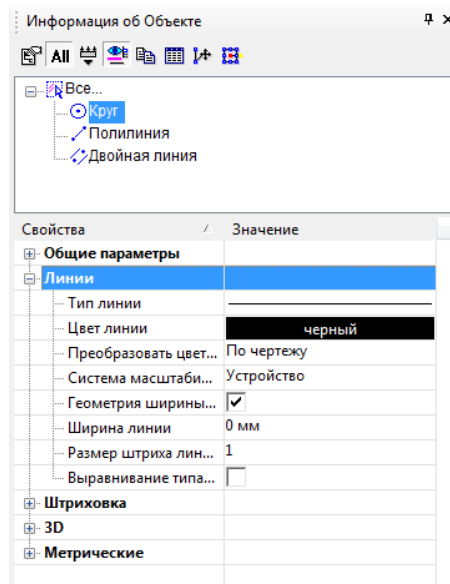 Информация об Объекте
All
Все...
Круг
Полилиния
Двойная линия
Свойства Значение
Общие параметры
Линии
Тип линии
Цвет линии черный
Преобразовать цвет... По чертежу
Система масштаби... Устройство
Геометрия ширины...
Ширина линии 0 мм
Размер штриха лин... 1
Выравнивание типа...
Штриховка
3D
Метрические